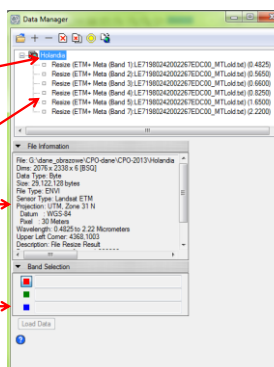 Data Manager
Holandia
Resize (ETM+ Meta (Band 1):LE71980242002267EDC00_MTLold.txt) (0.4825)
Resize (ETM+ Meta (Band 2):LE71980242002267EDC00_MTLold.txt) (0.5650)
Resize (ETM+ Meta (Band 3):LE71980242002267EDC00_MTLold.txt) (0.6600)
Resize (ETM+ Meta (Band 4):LE71980242002267EDC00_MTLold.txt) (0.8250)
Resize (ETM+ Meta (Band 5):LE71980242002267EDC00_MTLold.txt) (1.6500)
Resize (ETM+ Meta (Band 6):LE71980242002267EDC00_MTLold.txt) (2.2200)
File Information
File: G:\dane_obrazowe\CPO-dane\CPO-2013\Holandia
Dims: 2076 x 2338 x 6 [BSQ]
Data Type: Byte
Size: 29,122,128 bytes
File Type: ENVI
Sensor Type: Landsat ETM
Projection: UTM, Zone 31 N
Datum : WGS-84
Pixel : 30 Meters
Wavelength: 0.4825 to 2.22 Micrometers
Upper Left Corner: 4368,1003
Description: File Resize Result
Band Selection
Load Data